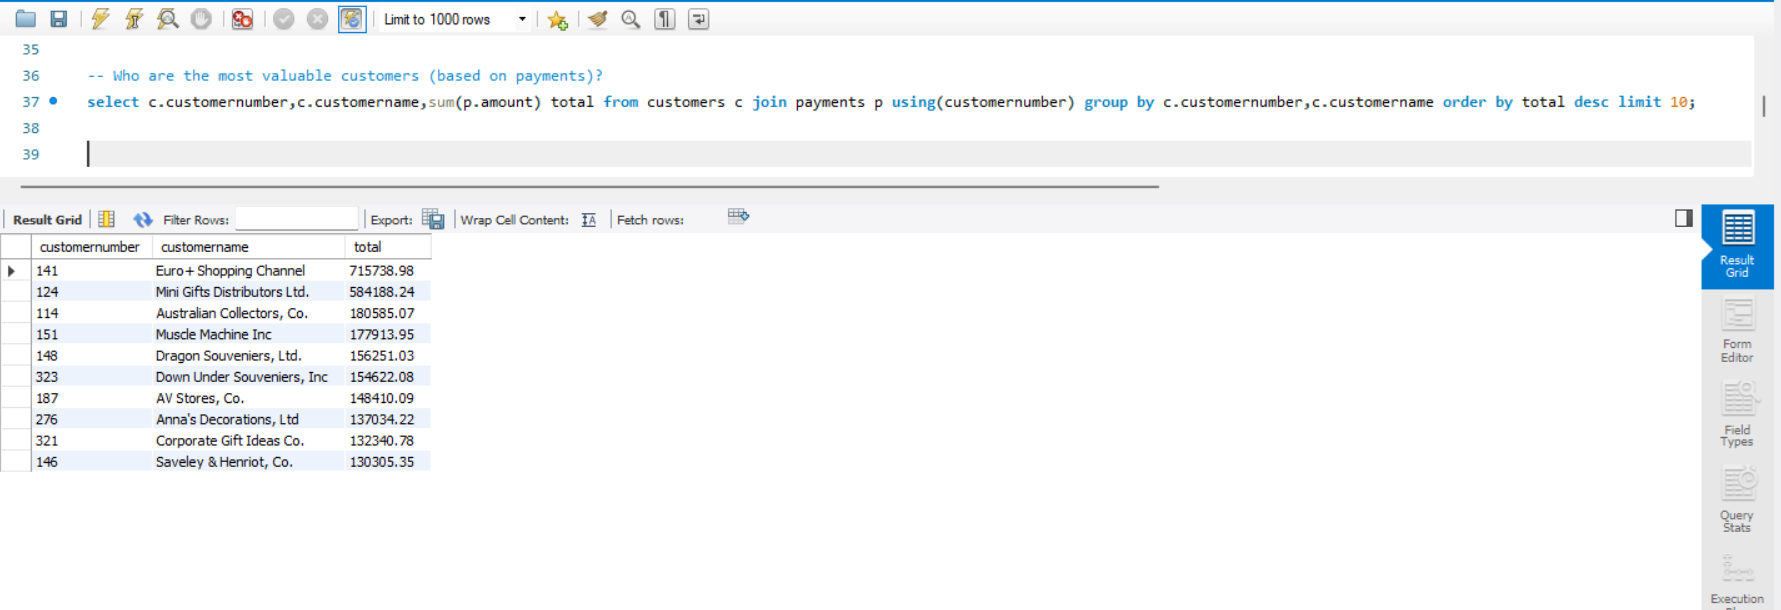 Limit to 1000 rows
35
36 -- Who are the most valuable customers (based on payments)?
37 select c.customernumber,c.customername,sum(p.amount) total from customers c join payments p using(customernumber) group by c.customernumber,c.customername order by total desc limit 10;
38
39
Result Grid Filter Rows: Export: Wrap Cell Content: Fetch rows:
customernumber customername total
141 Euro+ Shopping Channel 715738.98
124 Mini Gifts Distributors Ltd. 584188.24
114 Australian Collectors, Co. 180585.07
151 Muscle Machine Inc 177913.95
148 Dragon Souveniers, Ltd. 156251.03
323 Down Under Souveniers, Inc 154622.08
187 AV Stores, Co. 148410.09
276 Anna's Decorations, Ltd 137034.22
321 Corporate Gift Ideas Co. 132340.78
146 Saveley & Henriot, Co. 130305.35
Result
Grid
Form
Editor
Field
Types
Query
Stats
Execution